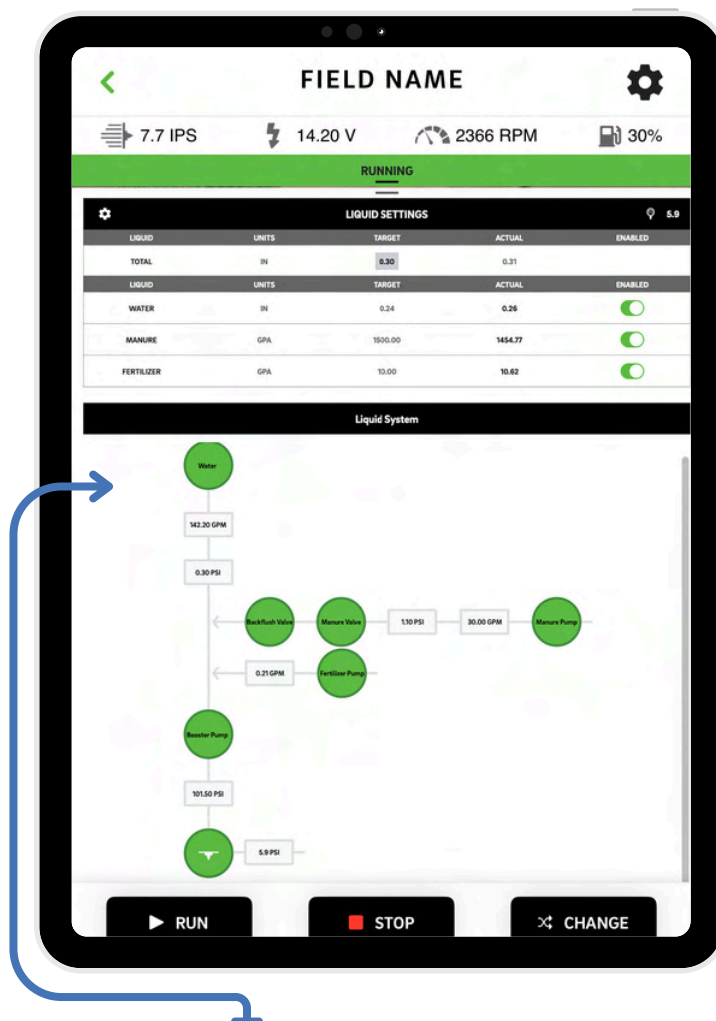 FIELD NAME
7.7 IPS 14.20 V 2366 RPM 30%
RUNNING
LIQUID SETTINGS 5.9
LIQUID UNITS TARGET ACTUAL ENABLED
TOTAL IN 0.30 0.31
LIQUID UNITS TARGET ACTUAL ENABLED
WATER IN 0.24 0.26
MANURE GPA 1500.00 1454.77
FERTILIZER GPA 10.00 10.62
Liquid System
Water
142.20 GPM
0.30 PSI
Backflush Valve Manure Valve 1.10 PSI 30.00 GPM Manure Pump
0.21 GPM Fertilizer Pump
Booster Pump
101.50 PSI
5.9 PSI
RUN STOP CHANGE